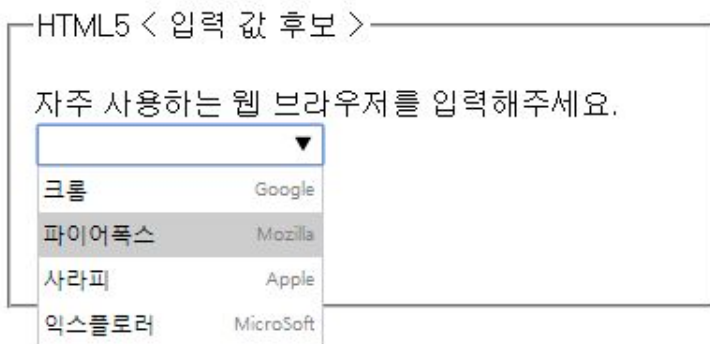 HTML5 < 입력 값 후보 >
자주 사용하는 웹 브라우저를 입력해주세요.
크롬 Google
파이어폭스 Mozilla
사라피 Apple
익스플로러 MicroSoft